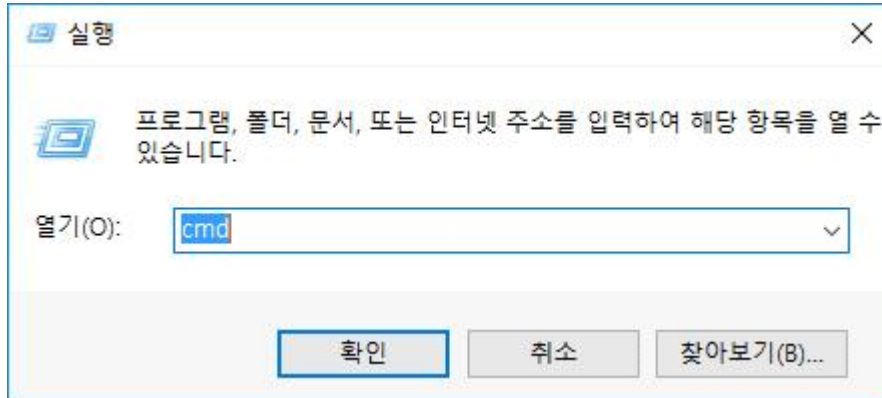 실행
프로그램, 폴더, 문서, 또는 인터넷 주소를 입력하여 해당 항목을 열 수
있습니다.
열기(O): cmd
확인 취소 찾아보기(B)...